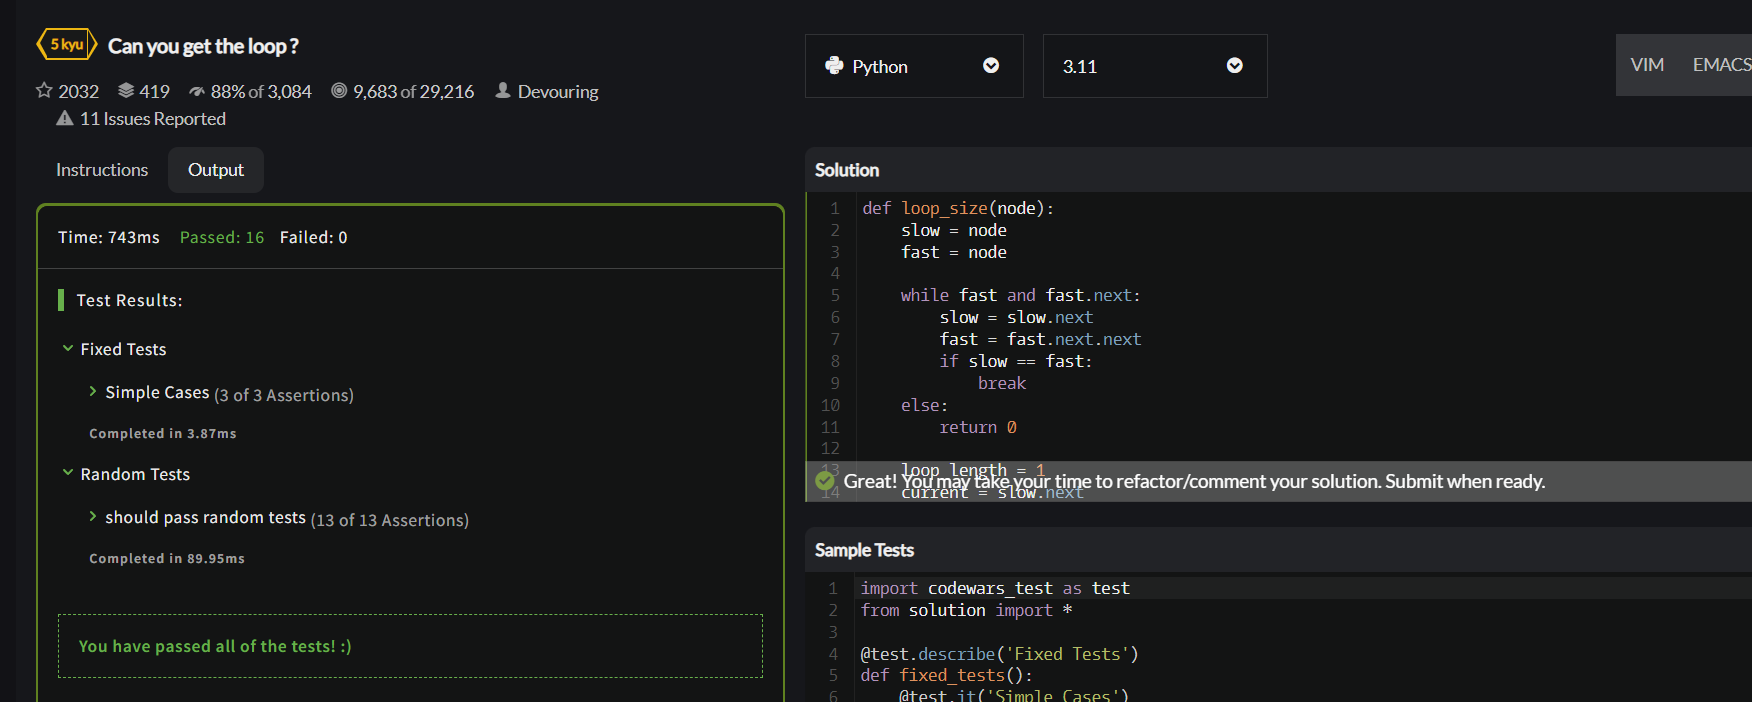 5 kyu Can you get the loop ?
2032 419 88% of 3,084 9,683 of 29,216 Devouring
11 Issues Reported
Instructions Output
Time: 743ms Passed: 16 Failed: 0
Test Results:
Fixed Tests
Simple Cases (3 of 3 Assertions)
Completed in 3.87ms
Random Tests
should pass random tests (13 of 13 Assertions)
Completed in 89.95ms
You have passed all of the tests! :)
Python 3.11 VIM EMACS
Solution
1 def loop_size(node):
2     slow = node
3     fast = node
4
5     while fast and fast.next:
6         slow = slow.next
7         fast = fast.next.next
8         if slow == fast:
9             break
10     else:
11         return 0
12
13     loop_length = 1
Great! You may take your time to refactor/comment your solution. Submit when ready.
14     current = slow.next
Sample Tests
1 import codewars_test as test
2 from solution import *
3
4 @test.describe('Fixed Tests')
5 def fixed_tests():
6     @test.it('Simple Cases')